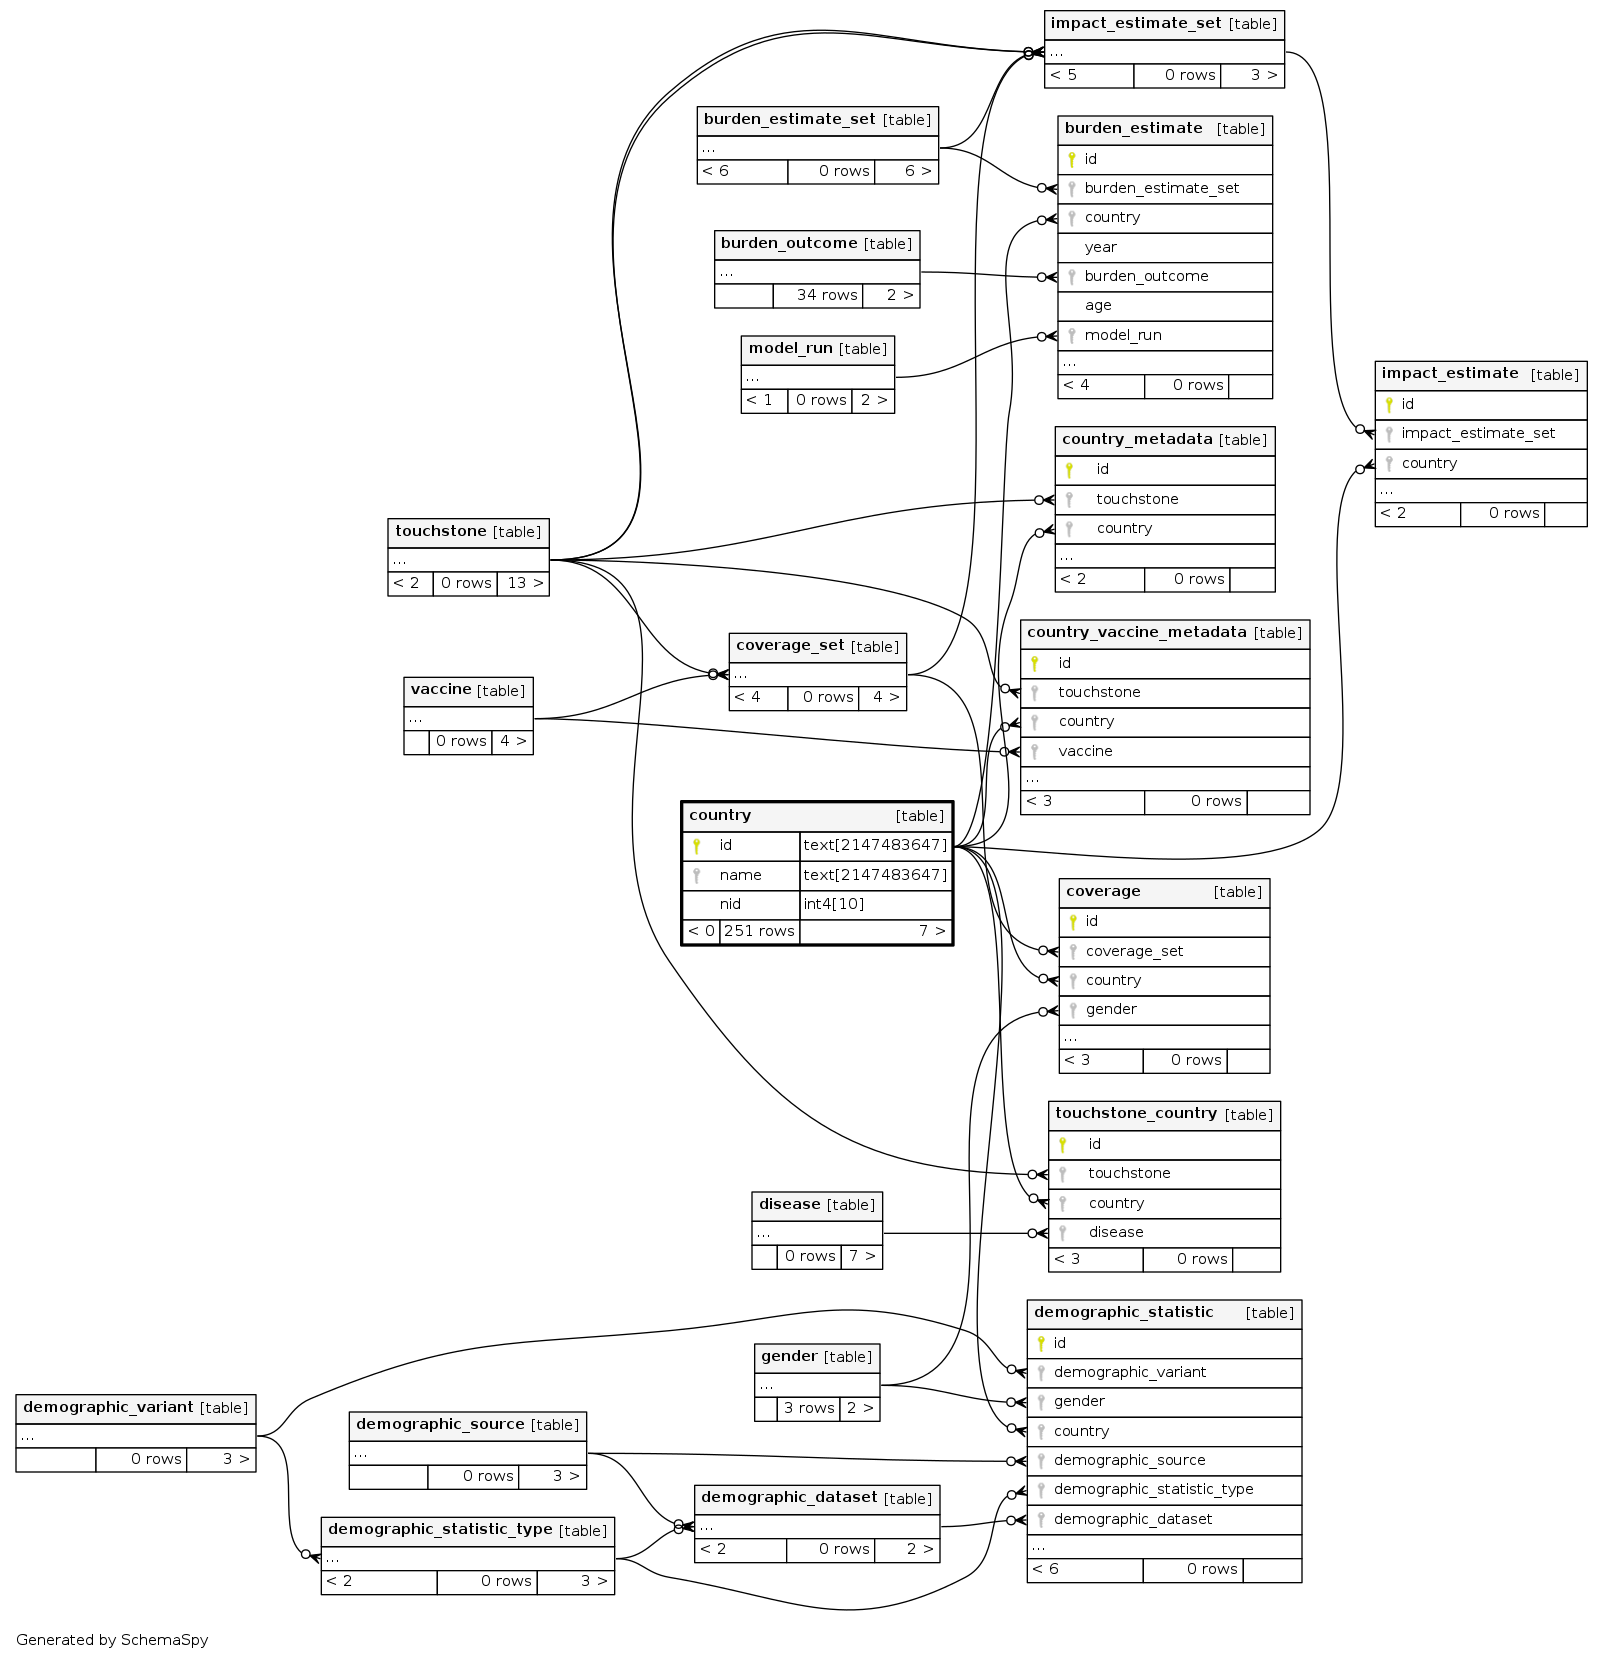 impact_estimate_set [table]
...
< 5 0 rows 3 >
burden_estimate_set [table]
...
< 6 0 rows 6 >
burden_estimate [table]
id
burden_estimate_set
country
year
burden_outcome
age
model_run
...
< 4 0 rows
burden_outcome [table]
...
34 rows 2 >
model_run [table]
...
< 1 0 rows 2 >
impact_estimate [table]
id
impact_estimate_set
country
...
< 2 0 rows
country_metadata [table]
id
touchstone
country
...
< 2 0 rows
touchstone [table]
...
< 2 0 rows 13 >
country_vaccine_metadata [table]
id
touchstone
country
vaccine
...
< 3 0 rows
coverage_set [table]
...
< 4 0 rows 4 >
vaccine [table]
...
0 rows 4 >
country [table]
id text[2147483647]
name text[2147483647]
nid int4[10]
< 0 251 rows 7 >
coverage [table]
id
coverage_set
country
gender
...
< 3 0 rows
touchstone_country [table]
id
touchstone
country
disease
< 3 0 rows
disease [table]
...
0 rows 7 >
demographic_statistic [table]
id
demographic_variant
gender
country
demographic_source
demographic_statistic_type
demographic_dataset
...
< 6 0 rows
gender [table]
...
3 rows 2 >
demographic_variant [table]
...
0 rows 3 >
demographic_source [table]
...
0 rows 3 >
demographic_dataset [table]
...
< 2 0 rows 2 >
demographic_statistic_type [table]
...
< 2 0 rows 3 >
Generated by SchemaSpy